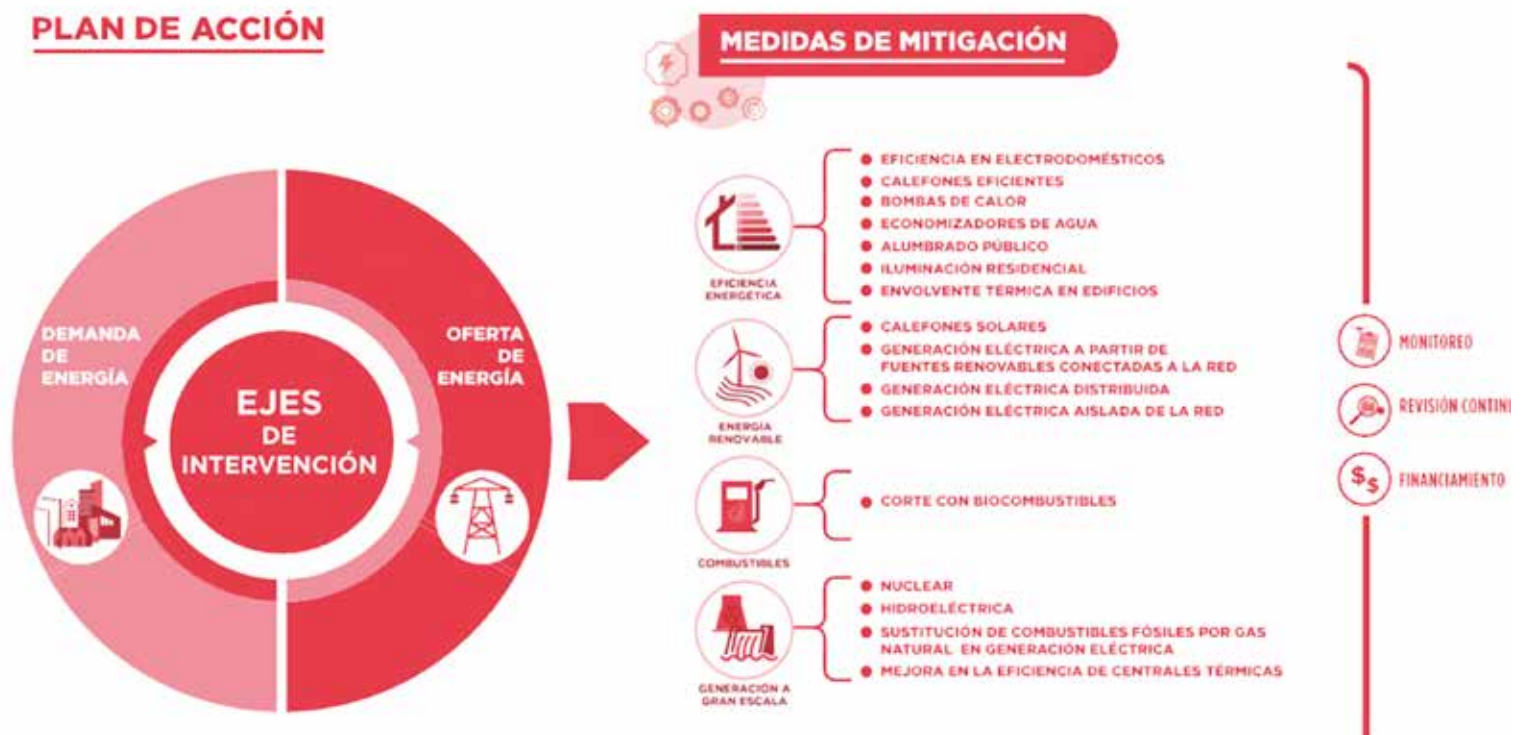 PLAN DE ACCIÓN
MEDIDAS DE MITIGACIÓN
DEMANDA
DE
ENERGÍA
OFERTA
DE
ENERGÍA
EJES
DE
INTERVENCIÓN
EFICIENCIA
ENERGÉTICA
● EFICIENCIA EN ELECTRODOMÉSTICOS
● CALEFONES EFICIENTES
● BOMBAS DE CALOR
● ECONOMIZADORES DE AGUA
● ALUMBRADO PÚBLICO
● ILUMINACIÓN RESIDENCIAL
● ENVOLVENTE TÉRMICA EN EDIFICIOS
ENERGÍA
RENOVABLE
● CALEFONES SOLARES
● GENERACIÓN ELÉCTRICA A PARTIR DE
FUENTES RENOVABLES CONECTADAS A LA RED
● GENERACIÓN ELÉCTRICA DISTRIBUIDA
● GENERACIÓN ELÉCTRICA AISLADA DE LA RED
COMBUSTIBLES
● CORTE CON BIOCOMBUSTIBLES
GENERACIÓN A
GRAN ESCALA
● NUCLEAR
● HIDROELÉCTRICA
● SUSTITUCIÓN DE COMBUSTIBLES FÓSILES POR GAS
NATURAL EN GENERACIÓN ELÉCTRICA
● MEJORA EN LA EFICIENCIA DE CENTRALES TÉRMICAS
MONITOREO
REVISIÓN CONTINU
$$ FINANCIAMIENTO